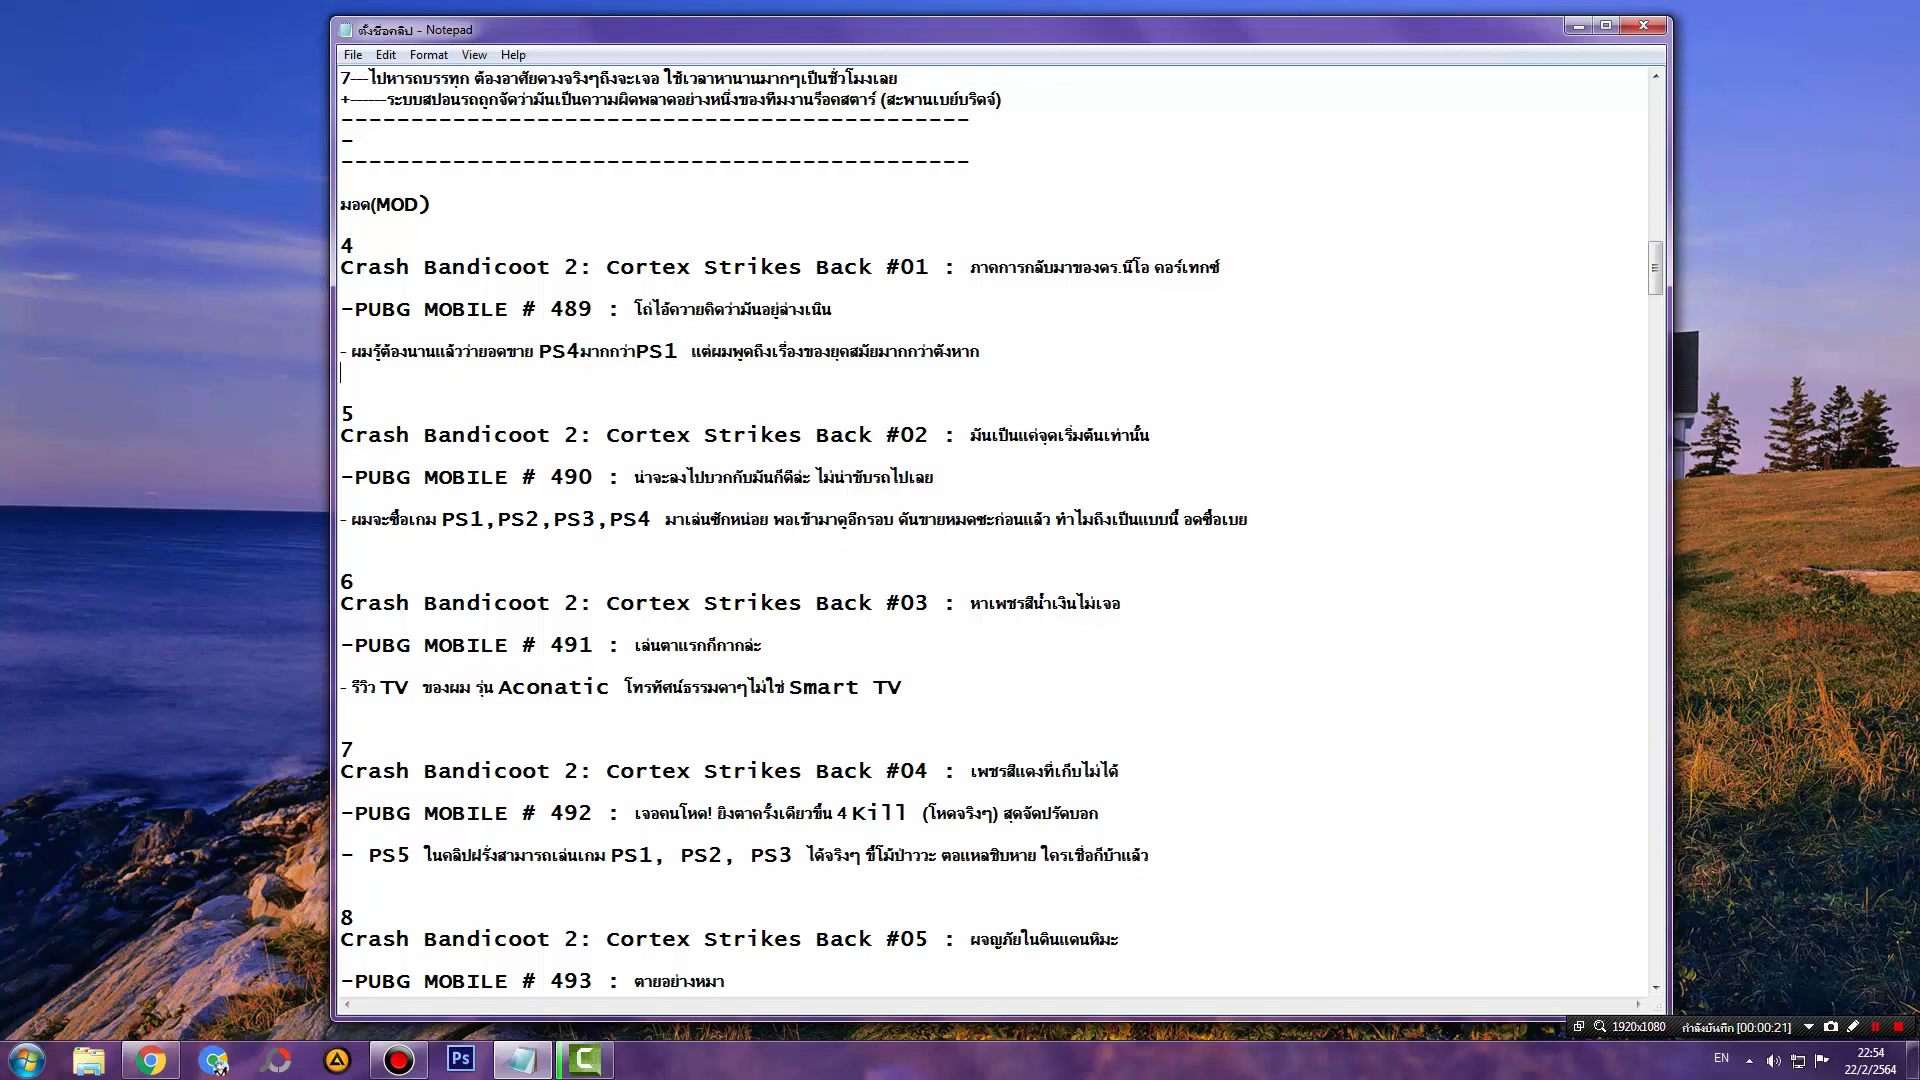 ตั้งชื่อคลิป - Notepad
File Edit Format View Help
7---ไปหารถบรรทุก ต้องอาศัยดวงจริงๆถึงจะเจอ ใช้เวลาหานานมากๆเป็นชั่วโมงเลย
+------ระบบสปอนรถถูกจัดว่ามันเป็นความผิดพลาดอย่างหนึ่งของทีมงานร็อคสตาร์ (สะพานเบย์บริดจ์)
---------------------------------------------
-
---------------------------------------------
มอด(MOD)
4
Crash Bandicoot 2: Cortex Strikes Back #01 : ภาคการกลับมาของดร.นีโอ คอร์เทกซ์
-PUBG MOBILE # 489 : โถ่ไอ้ควายคิดว่ามันอยู่ล่างเนิน
- ผมรู้ต้องนานแล้วว่ายอดขาย PS4มากกว่าPS1 แต่ผมพูดถึงเรื่องของยุคสมัยมากกว่าตังหาก
5
Crash Bandicoot 2: Cortex Strikes Back #02 : มันเป็นแค่จุดเริ่มต้นเท่านั้น
-PUBG MOBILE # 490 : น่าจะลงไปบวกกับมันก็ดีล่ะ ไม่น่าขับรถไปเลย
- ผมจะซื้อเกม PS1,PS2,PS3,PS4 มาเล่นซักหน่อย พอเข้ามาดูอีกรอบ ดันขายหมดซะก่อนแล้ว ทำไมถึงเป็นแบบนี้ อดซื้อเบย
6
Crash Bandicoot 2: Cortex Strikes Back #03 : หาเพชรสีน้ำเงินไม่เจอ
-PUBG MOBILE # 491 : เล่นตาแรกก็กากล่ะ
- รีวิว TV ของผม รุ่น Aconatic โทรทัศน์ธรรมดาๆไม่ใช่ Smart TV
7
Crash Bandicoot 2: Cortex Strikes Back #04 : เพชรสีแดงที่เก็บไม่ได้
-PUBG MOBILE # 492 : เจอคนโหด! ยิงตาครั้งเดียวขึ้น 4 Kill (โหดจริงๆ) สุดจัดปรัดบอก
- PS5 ในคลิปฝรั่งสามารถเล่นเกม PS1, PS2, PS3 ได้จริงๆ ขี้โม้ป่าววะ ตอแหลชิบหาย ใครเชื่อก็บ้าแล้ว
8
Crash Bandicoot 2: Cortex Strikes Back #05 : ผจญภัยในดินแดนหิมะ
-PUBG MOBILE # 493 : ตายอย่างหมา
1920x1080 กำลังบันทึก [00:00:21]
Ps
C
EN
22:54
22/2/2564